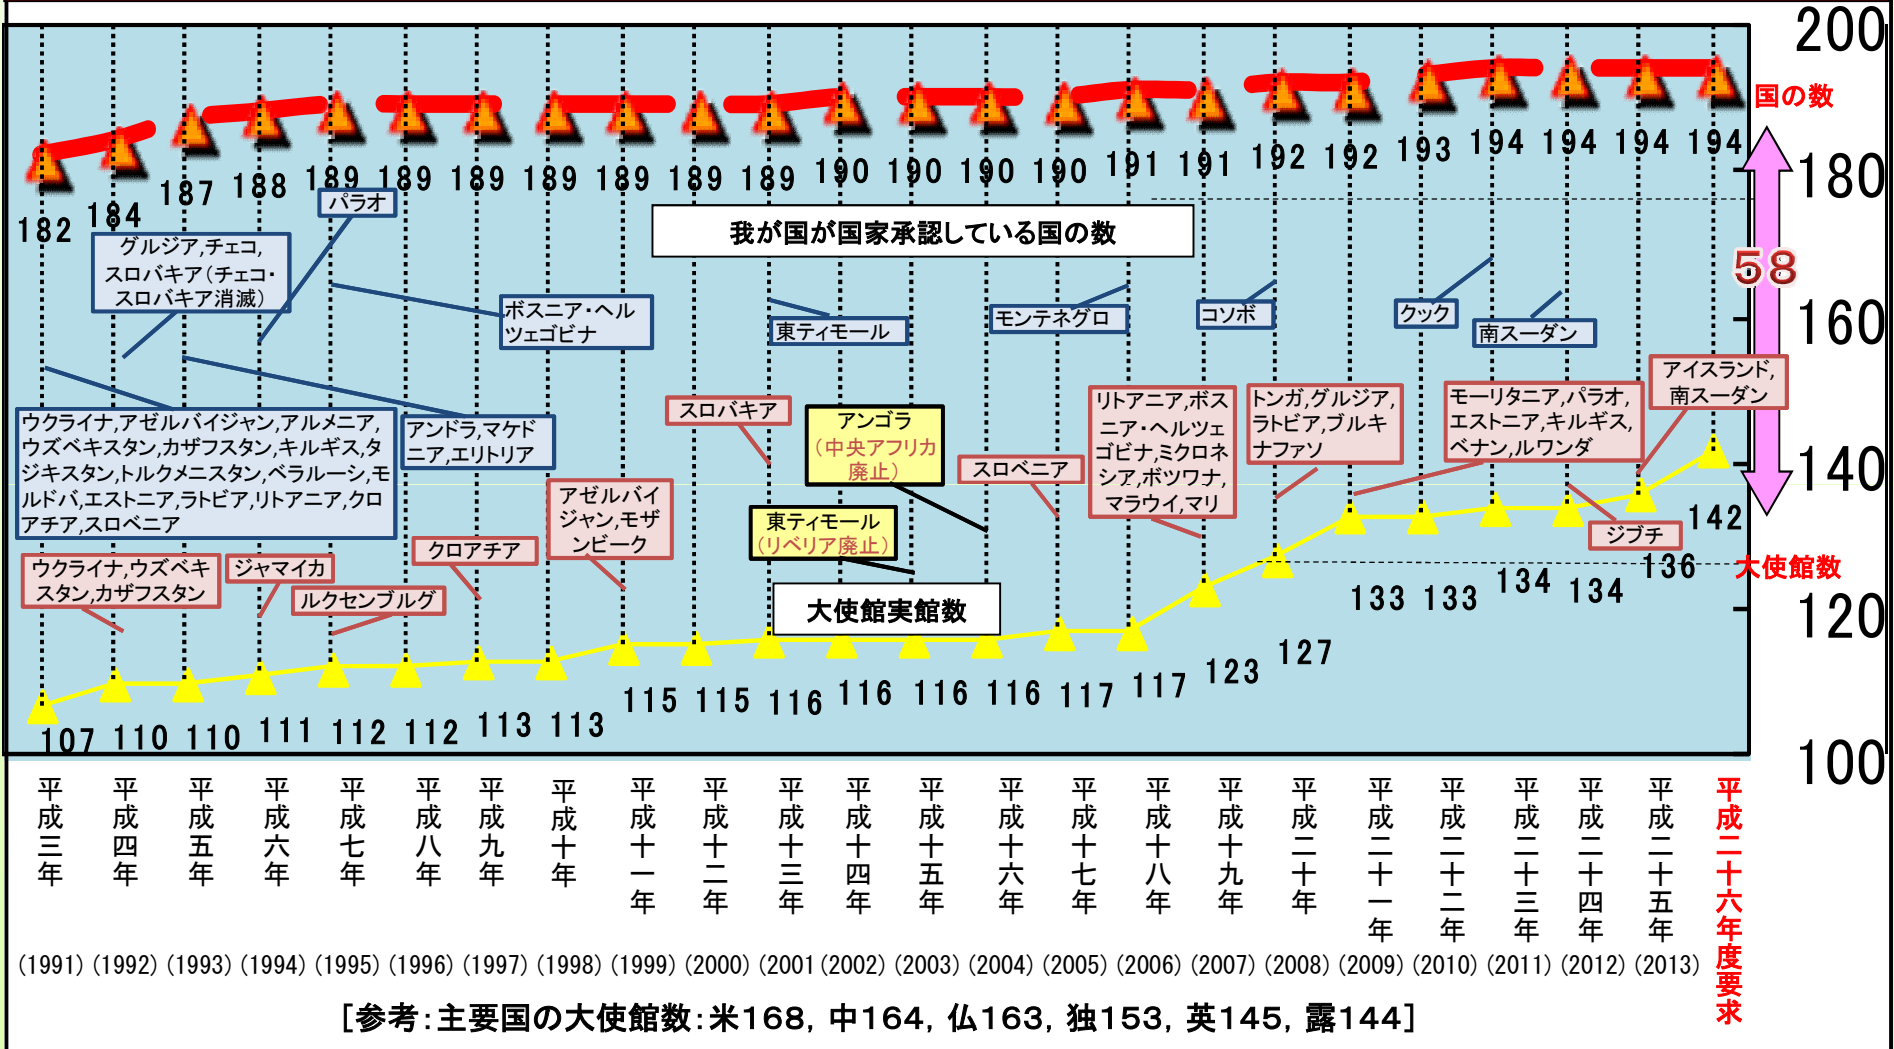 200
国の数
180
58
160
140
大使館数
120
100
182
184
187
188
189
189
189
189
189
189
189
190
190
190
190
191
191
192
192
193
194
194
194
194
我が国が国家承認している国の数
パラオ
グルジア,チェコ,
スロバキア(チェコ・
スロバキア消滅)
ボスニア・ヘル
ツェゴビナ
東ティモール
モンテネグロ
コソボ
クック
南スーダン
ウクライナ,アゼルバイジャン,アルメニア,
ウズベキスタン,カザフスタン,キルギス,タ
ジキスタン,トルクメニスタン,ベラルーシ,モ
ルドバ,エストニア,ラトビア,リトアニア,クロ
アチア,スロベニア
アンドラ,マケド
ニア,エリトリア
スロバキア
アンゴラ
(中央アフリカ
廃止)
スロベニア
リトアニア,ボス
ニア・ヘルツェ
ゴビナ,ミクロネ
シア,ボツワナ,
マラウイ,マリ
トンガ,グルジア,
ラトビア,ブルキ
ナファソ
モーリタニア,パラオ,
エストニア,キルギス,
ベナン,ルワンダ
アイスランド,
南スーダン
ジブチ
アゼルバイ
ジャン,モザ
ンビーク
東ティモール
(リベリア廃止)
クロアチア
ウクライナ,ウズベキ
スタン,カザフスタン
ジャマイカ
ルクセンブルグ
大使館実館数
107
110
110
111
112
112
113
113
115
115
116
116
116
116
117
117
123
127
133
133
134
134
136
142
平成三年
平成四年
平成五年
平成六年
平成七年
平成八年
平成九年
平成十年
平成十一年
平成十二年
平成十三年
平成十四年
平成十五年
平成十六年
平成十七年
平成十八年
平成十九年
平成二十年
平成二十一年
平成二十二年
平成二十三年
平成二十四年
平成二十五年
平成二十六年度要求
(1991) (1992) (1993) (1994) (1995) (1996) (1997) (1998) (1999) (2000) (2001 (2002) (2003) (2004) (2005) (2006) (2007) (2008) (2009) (2010) (2011) (2012) (2013)
[参考:主要国の大使館数:米168, 中164, 仏163, 独153, 英145, 露144]